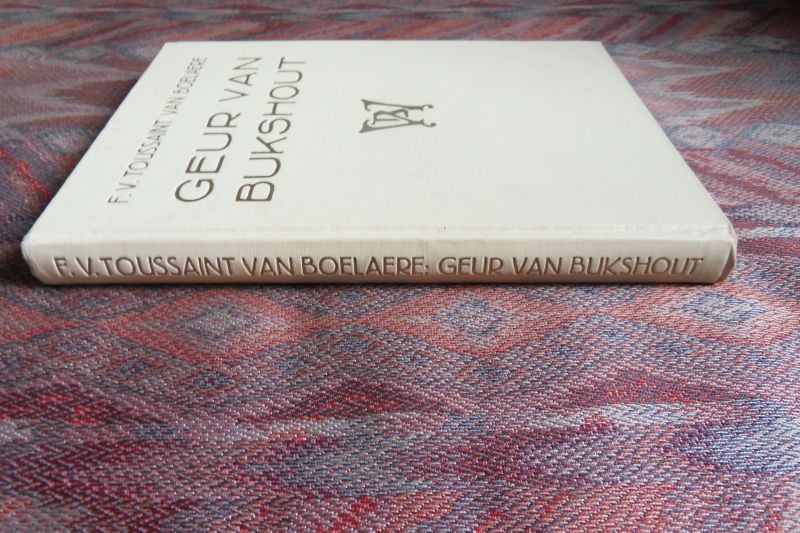 F.V. TOUSSAINT VAN BOELAERE
GEUR VAN
BUKSHOUT
F.V. TOUSSAINT VAN BOELAERE: GEUR VAN BUKSHOUT